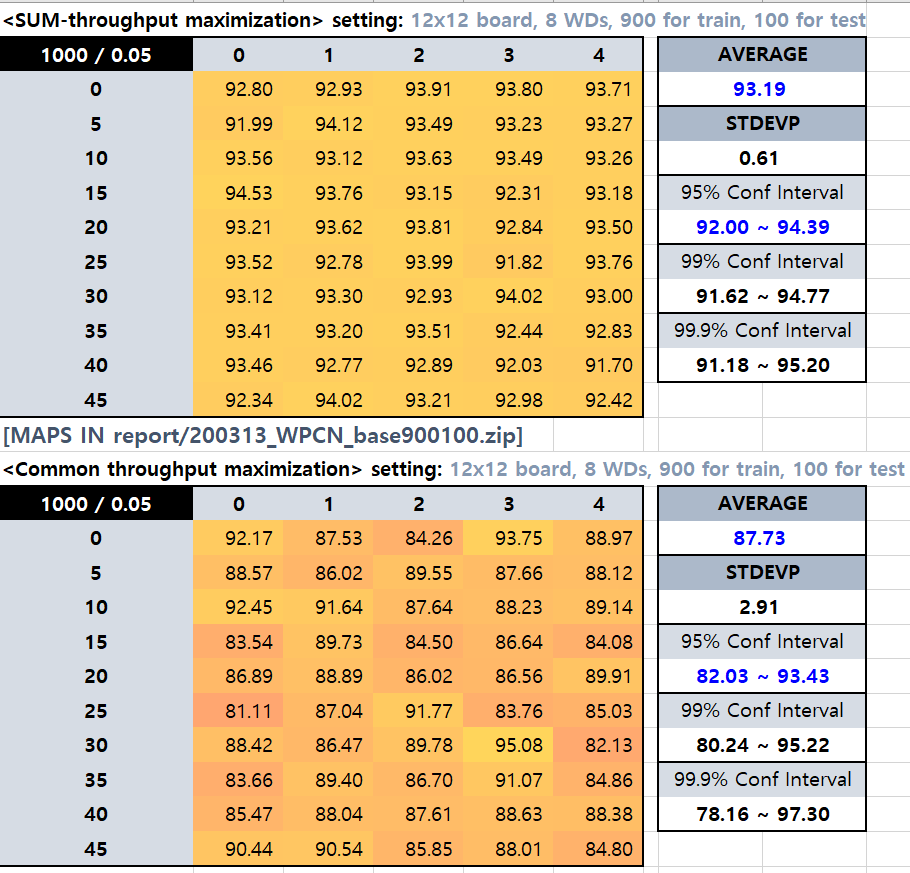 <SUM-throughput maximization> setting: 12x12 board, 8 WDs, 900 for train, 100 for test
1000 / 0.05 0 1 2 3 4 AVERAGE
0 92.80 92.93 93.91 93.80 93.71 93.19
5 91.99 94.12 93.49 93.23 93.27 STDEVP
10 93.56 93.12 93.63 93.49 93.26 0.61
15 94.53 93.76 93.15 92.31 93.18 95% Conf Interval
20 93.21 93.62 93.81 92.84 93.50 92.00 ~ 94.39
25 93.52 92.78 93.99 91.82 93.76 99% Conf Interval
30 93.12 93.30 92.93 94.02 93.00 91.62 ~ 94.77
35 93.41 93.20 93.51 92.44 92.83 99.9% Conf Interval
40 93.46 92.77 92.89 92.03 91.70 91.18 ~ 95.20
45 92.34 94.02 93.21 92.98 92.42
[MAPS IN report/200313_WPCN_base900100.zip]
<Common throughput maximization> setting: 12x12 board, 8 WDs, 900 for train, 100 for test
1000 / 0.05 0 1 2 3 4 AVERAGE
0 92.17 87.53 84.26 93.75 88.97 87.73
5 88.57 86.02 89.55 87.66 88.12 STDEVP
10 92.45 91.64 87.64 88.23 89.14 2.91
15 83.54 89.73 84.50 86.64 84.08 95% Conf Interval
20 86.89 88.89 86.02 86.56 89.91 82.03 ~ 93.43
25 81.11 87.04 91.77 83.76 85.03 99% Conf Interval
30 88.42 86.47 89.78 95.08 82.13 80.24 ~ 95.22
35 83.66 89.40 86.70 91.07 84.86 99.9% Conf Interval
40 85.47 88.04 87.61 88.63 88.38 78.16 ~ 97.30
45 90.44 90.54 85.85 88.01 84.80